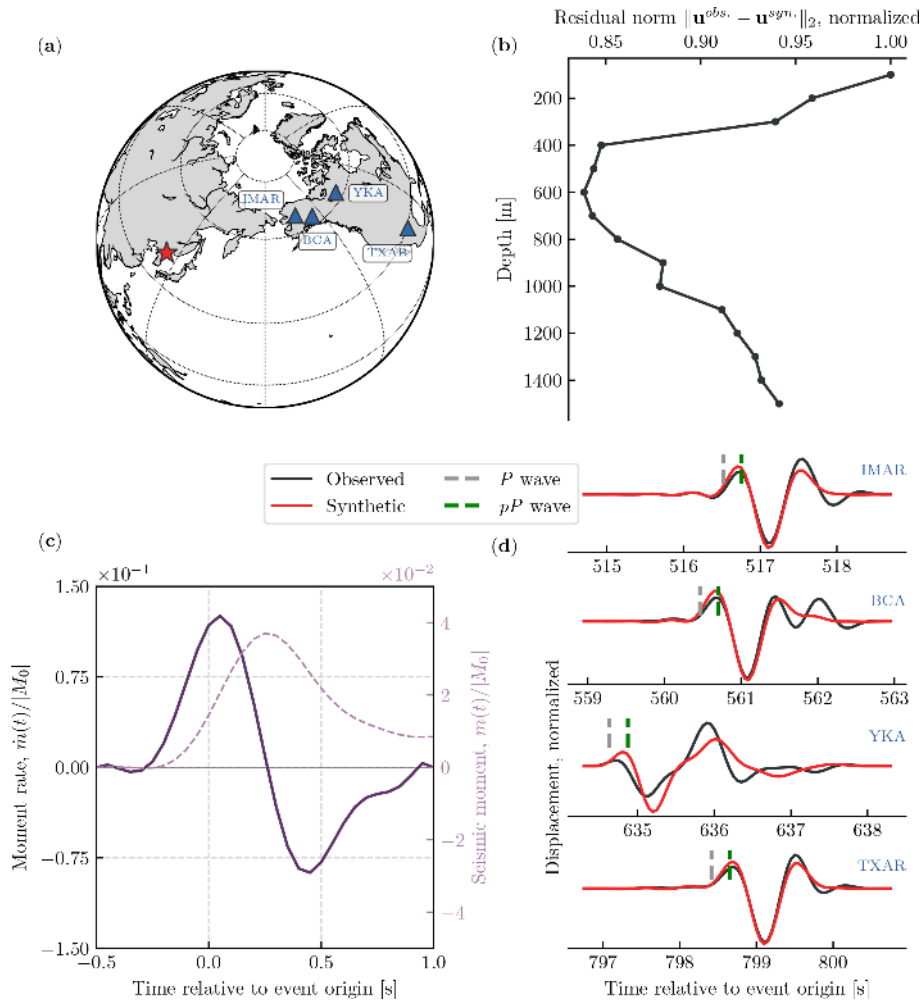 (a)
IMAR
YKA
BCA
TXAR
Residual norm ‖u^{obs.} − u^{syn.}‖₂, normalized
(b)
0.85 0.90 0.95 1.00
Depth [m]
200
400
600
800
1000
1200
1400
Observed
Synthetic
P wave
pP wave
(c)
×10⁻¹
×10⁻²
Moment rate, ṁ(t)/|M₀|
1.50
0.75
0.00
−0.75
−1.50
Seismic moment, m(t)/|M₀|
4
2
0
−2
−4
−0.5 0.0 0.5 1.0
Time relative to event origin [s]
(d)
Displacement, normalized
IMAR
515 516 517 518
BCA
559 560 561 562 563
YKA
635 636 637 638
TXAR
797 798 799 800
Time relative to event origin [s]